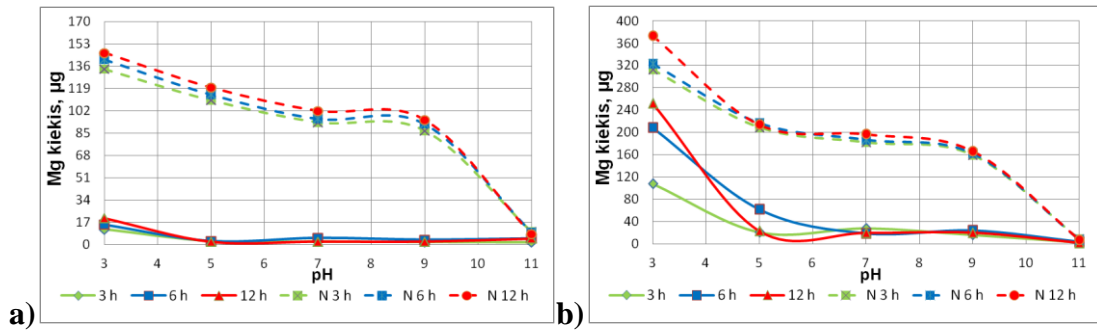 Mg kiekis, µg
170
153
136
119
102
85
68
51
34
17
0
3 4 5 6 7 8 9 10 11
pH
3 h 6 h 12 h N 3 h N 6 h N 12 h
a)
Mg kiekis, µg
400
360
320
280
240
200
160
120
80
40
0
3 4 5 6 7 8 9 10 11
pH
3 h 6 h 12 h N 3 h N 6 h N 12 h
b)